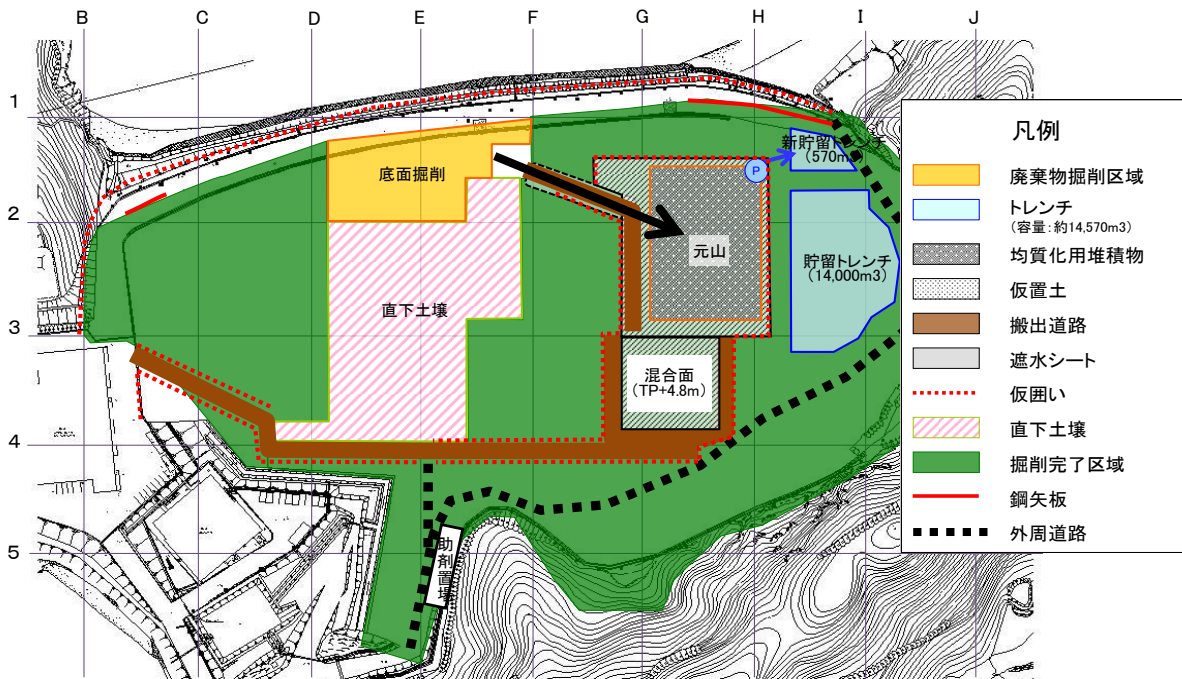 B C D E F G H I J
1
2
3
4
5
底面掘削
直下土壌
元山
混合面
(TP+4.8m)
P
新貯留トレンチ
(570m
貯留トレンチ
(14,000m3)
助剤置場
凡例
廃棄物掘削区域
トレンチ
(容量:約14,570m3)
均質化用堆積物
仮置土
搬出道路
遮水シート
仮囲い
直下土壌
掘削完了区域
鋼矢板
外周道路